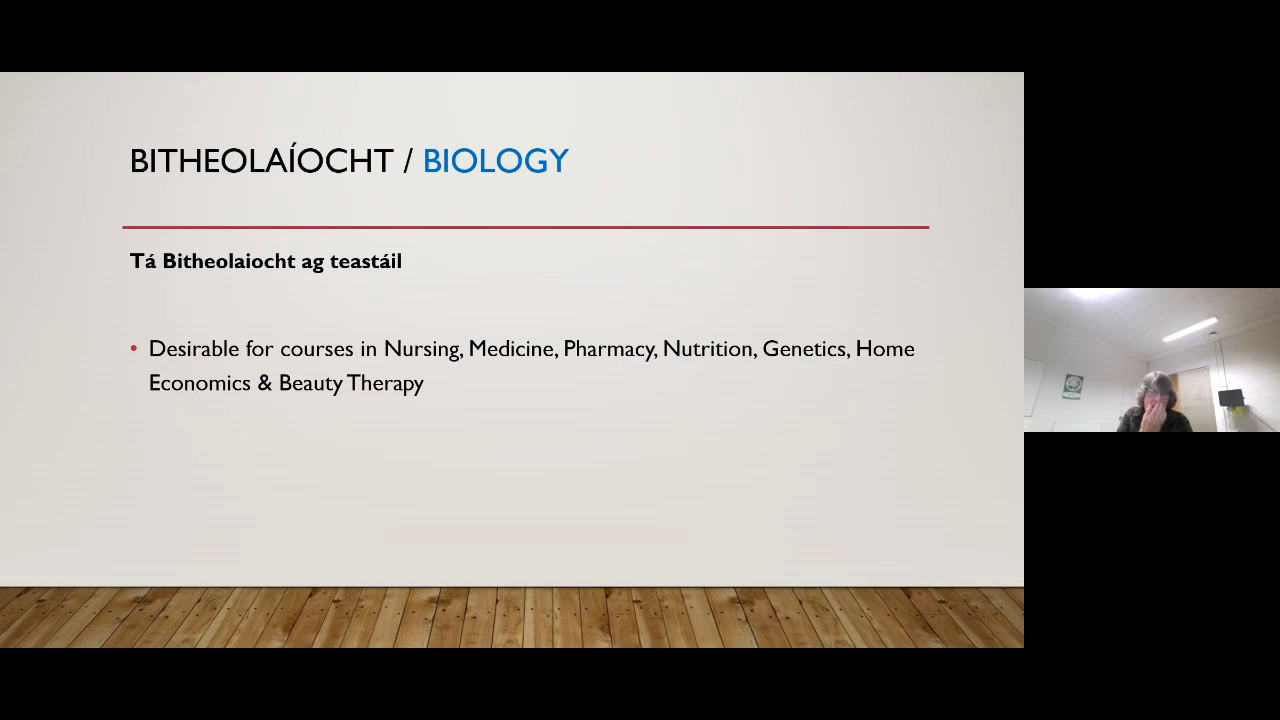 BITHEOLAÍOCHT / BIOLOGY
Tá Bitheolaiocht ag teastáil
• Desirable for courses in Nursing, Medicine, Pharmacy, Nutrition, Genetics, Home
Economics & Beauty Therapy